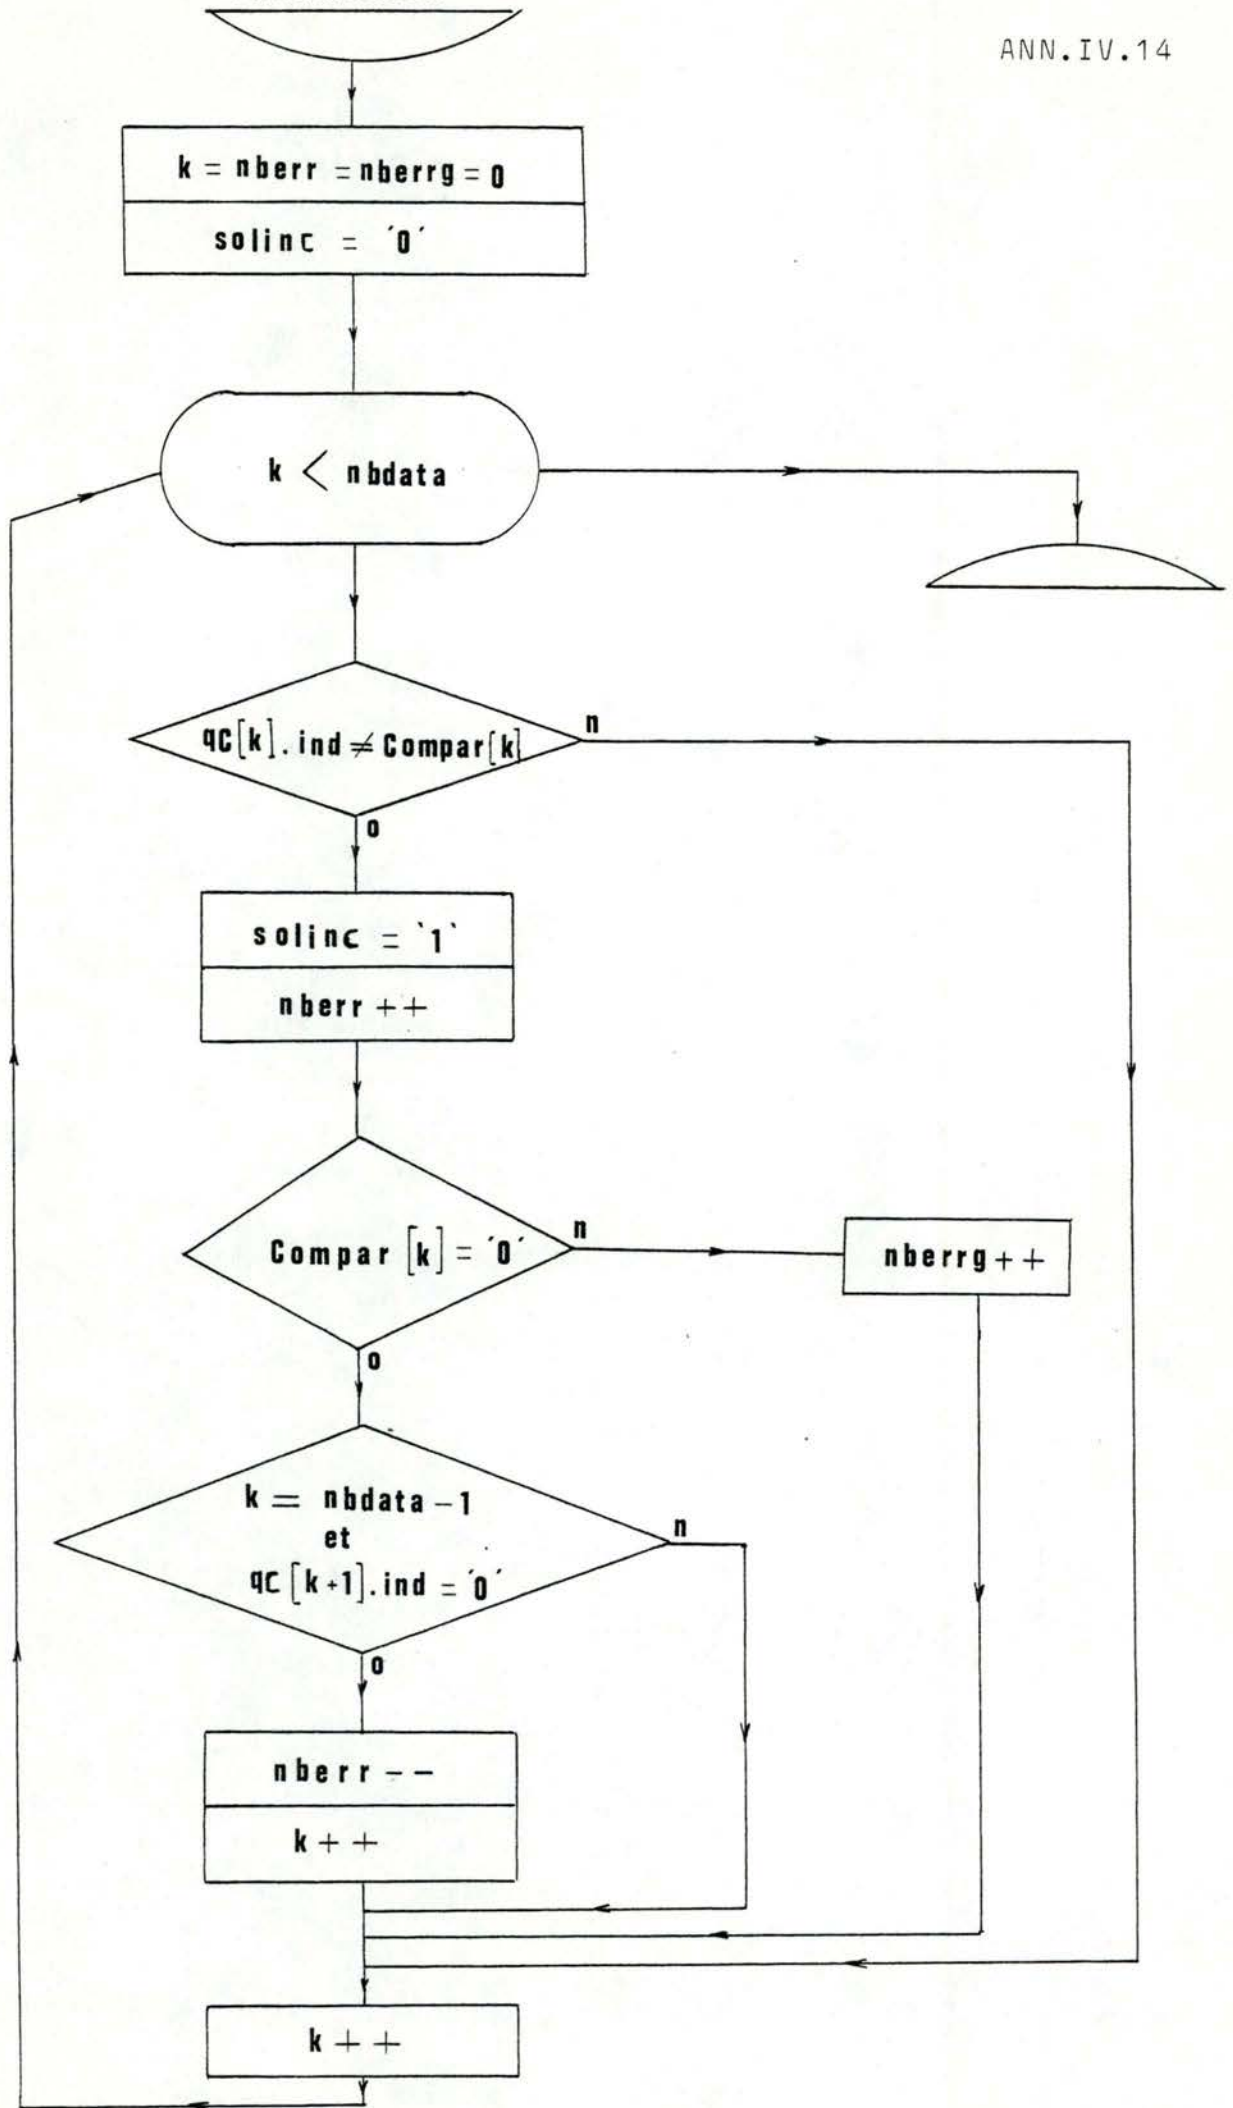 ANN.IV.14
k = nberr = nberrg = 0
solinc = '0'
k < nbdata
qC[k].ind ≠ Compar[k]
n
o
solinc = `1`
nberr ++
Compar [k] = '0'
n
nberrg ++
o
k = nbdata - 1
et
qC [k+1].ind = '0'
n
o
nberr - -
k + +
k + +